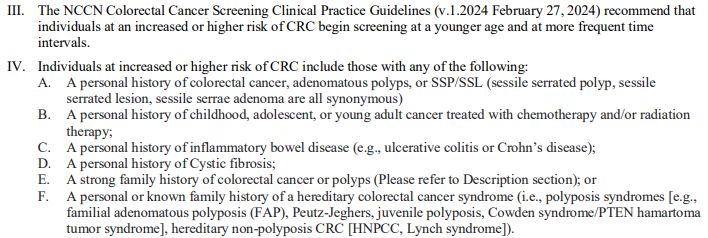 III. The NCCN Colorectal Cancer Screening Clinical Practice Guidelines (v.1.2024 February 27, 2024) recommend that
individuals at an increased or higher risk of CRC begin screening at a younger age and at more frequent time
intervals.
IV. Individuals at increased or higher risk of CRC include those with any of the following:
A. A personal history of colorectal cancer, adenomatous polyps, or SSP/SSL (sessile serrated polyp, sessile
serrated lesion, sessile serrae adenoma are all synonymous)
B. A personal history of childhood, adolescent, or young adult cancer treated with chemotherapy and/or radiation
therapy;
C. A personal history of inflammatory bowel disease (e.g., ulcerative colitis or Crohn's disease);
D. A personal history of Cystic fibrosis;
E. A strong family history of colorectal cancer or polyps (Please refer to Description section); or
F. A personal or known family history of a hereditary colorectal cancer syndrome (i.e., polyposis syndromes [e.g.,
familial adenomatous polyposis (FAP), Peutz-Jeghers, juvenile polyposis, Cowden syndrome/PTEN hamartoma
tumor syndrome], hereditary non-polyposis CRC [HNPCC, Lynch syndrome]).